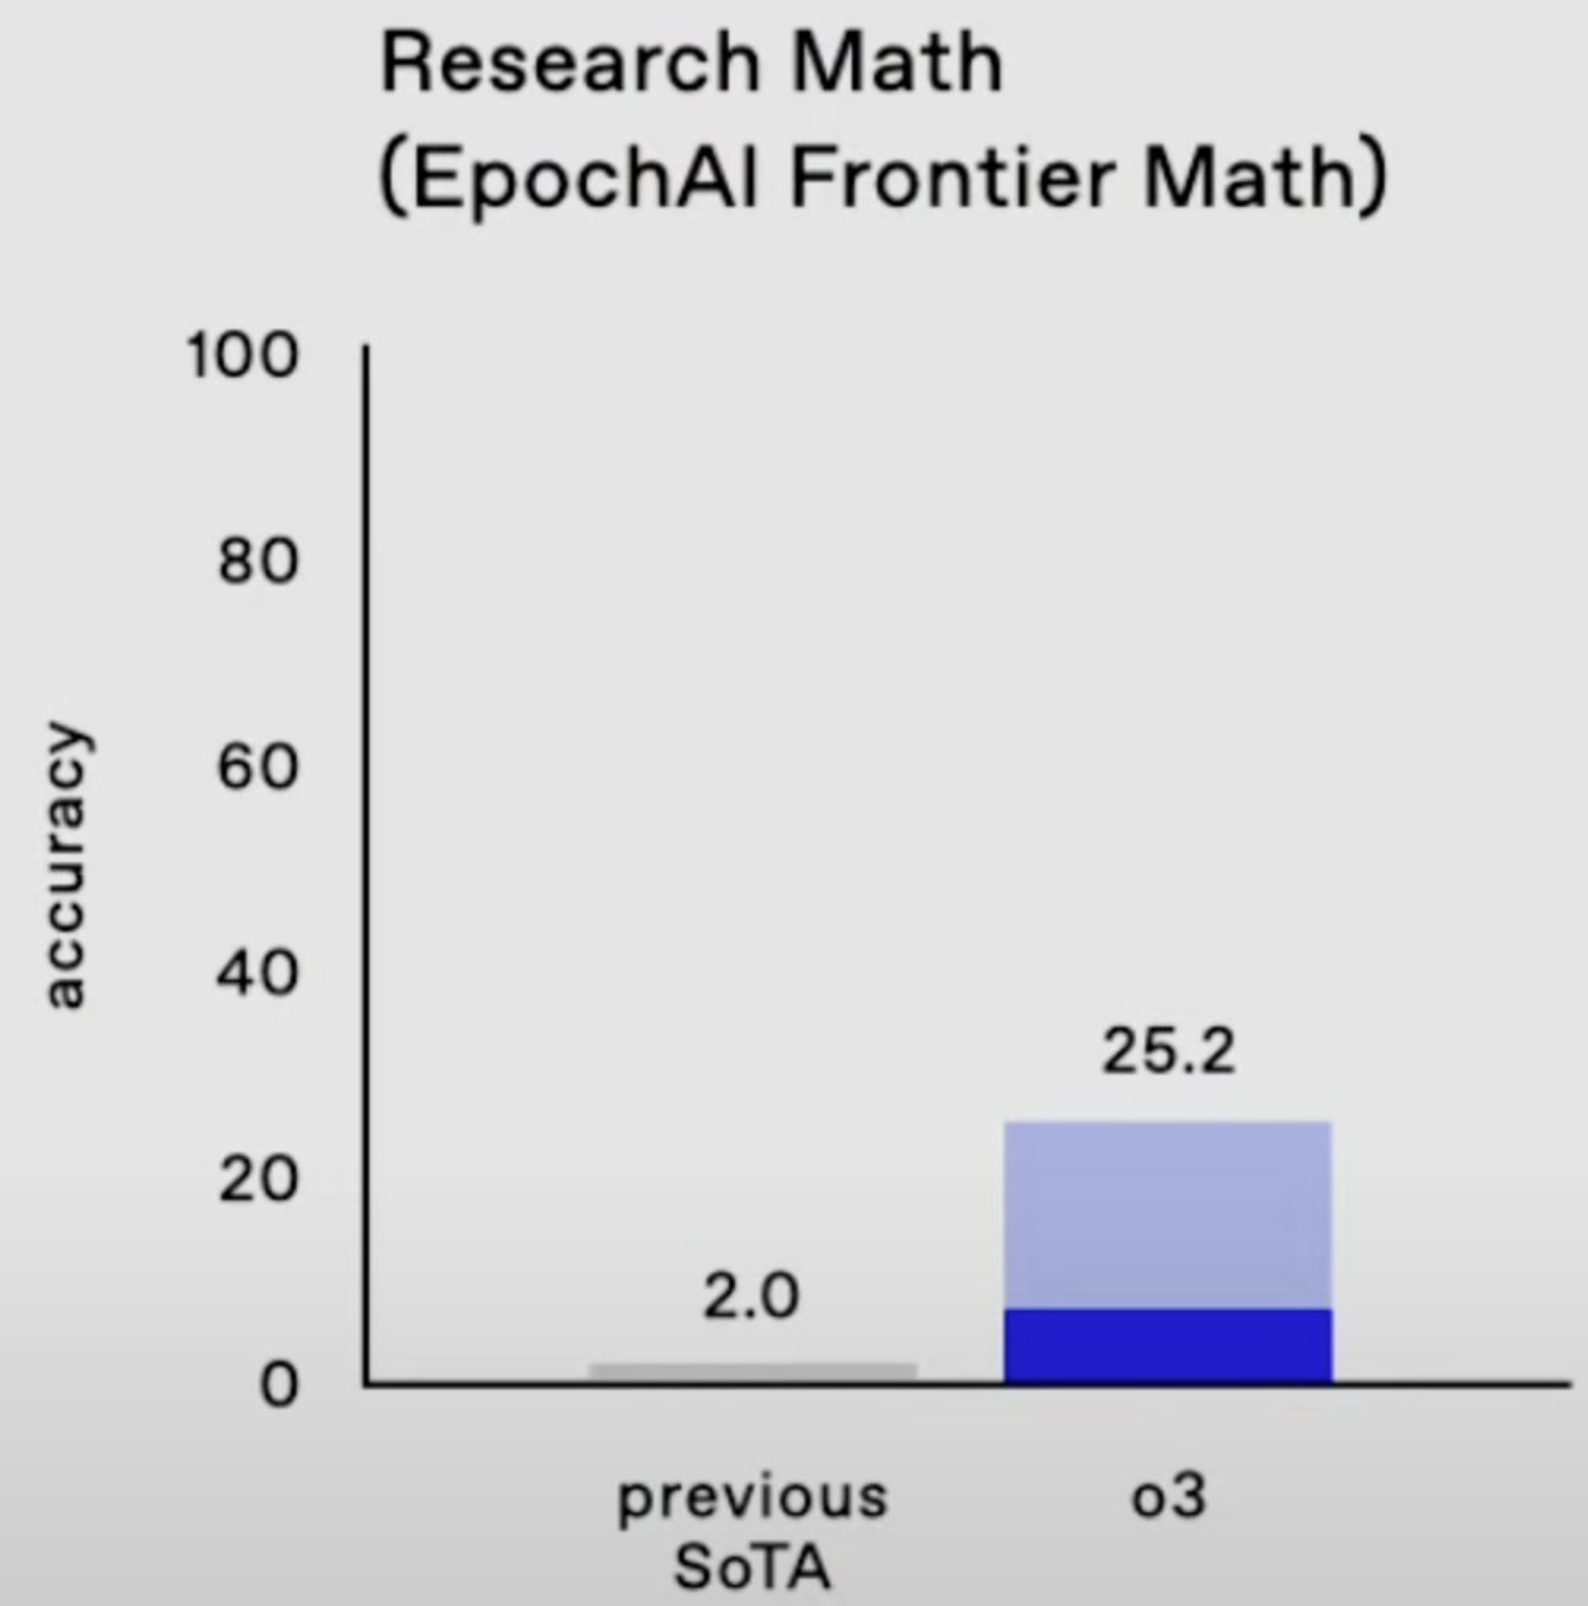 Research Math
(EpochAI Frontier Math)
100
80
60
40
20
0
accuracy
2.0
25.2
previous
SoTA
o3